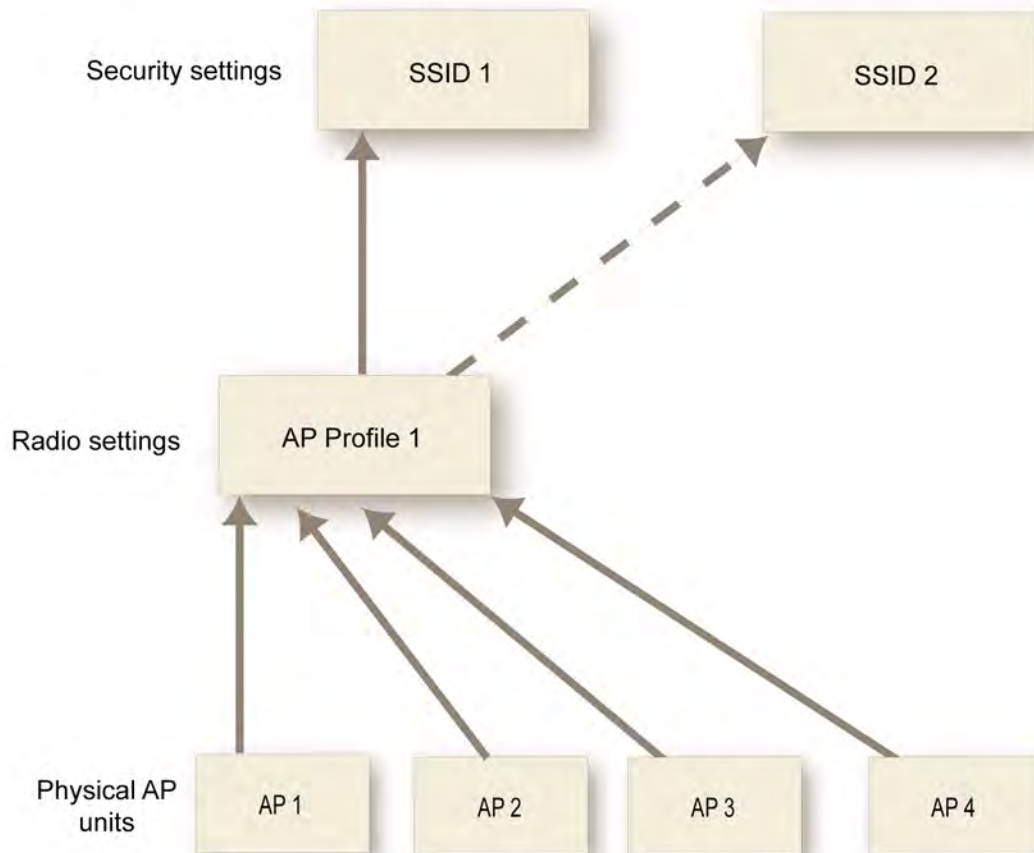 Security settings
SSID 1
SSID 2
Radio settings
AP Profile 1
Physical AP
units
AP 1
AP 2
AP 3
AP 4